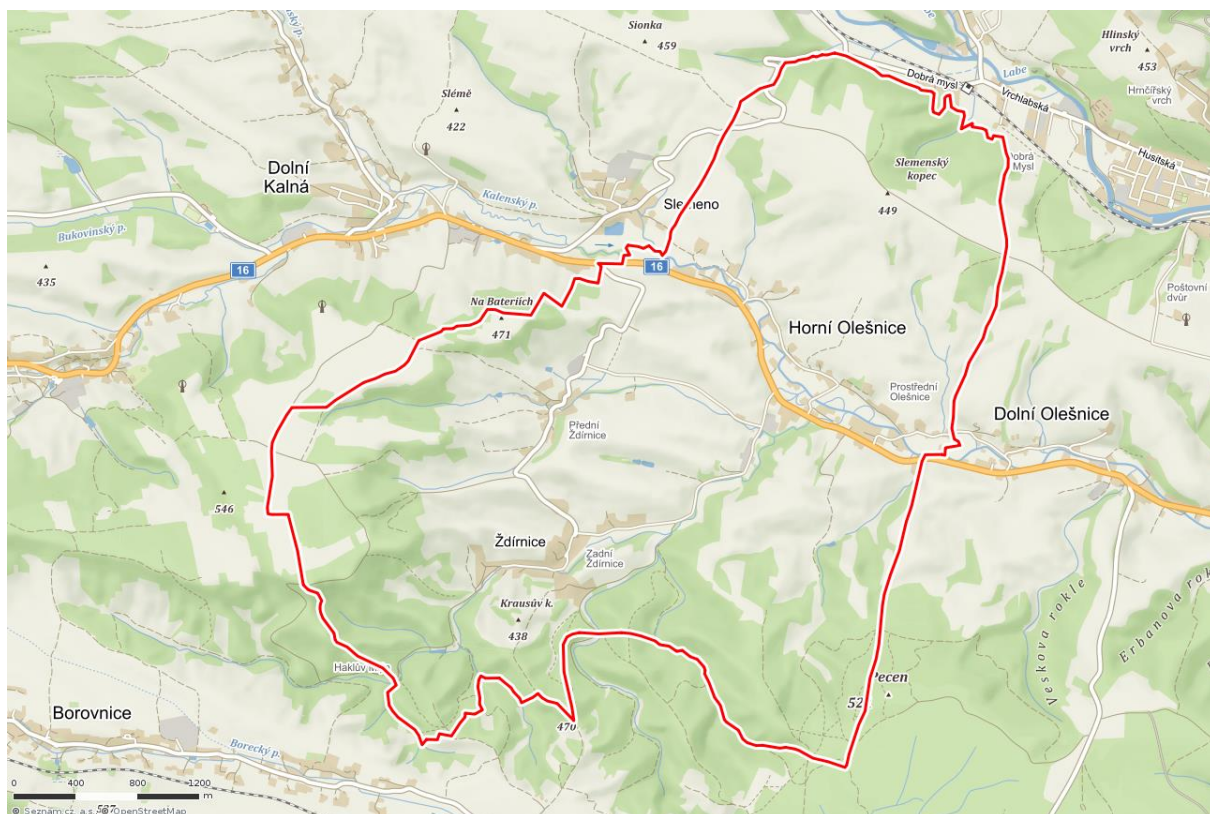 Labe
Sionka
459
Hlinský
vrch
453
Kalenský p.
Labe
Dobrá mysl
Vrchlabská
Hrnčířský
vrch
Slémě
422
Husitská
Dolní
Kalná
Slemenský
kopec
449
Dobrá
Mysl
Kalenský p.
Bukovinský p.
435
16
16
Poštovní
dvůr
Na Bateriích
471
Horní Olešnice
Prostřední
Olešnice
Dolní Olešnice
Přední
Ždírnice
546
Ždírnice
Zadní
Ždírnice
Krausův k.
438
Veskova rokle
Erbanova rok
Pecen
470
Borovnice
Borecký p.
0 400 800 1200
m
© Seznam.cz, a.s., © OpenStreetMap